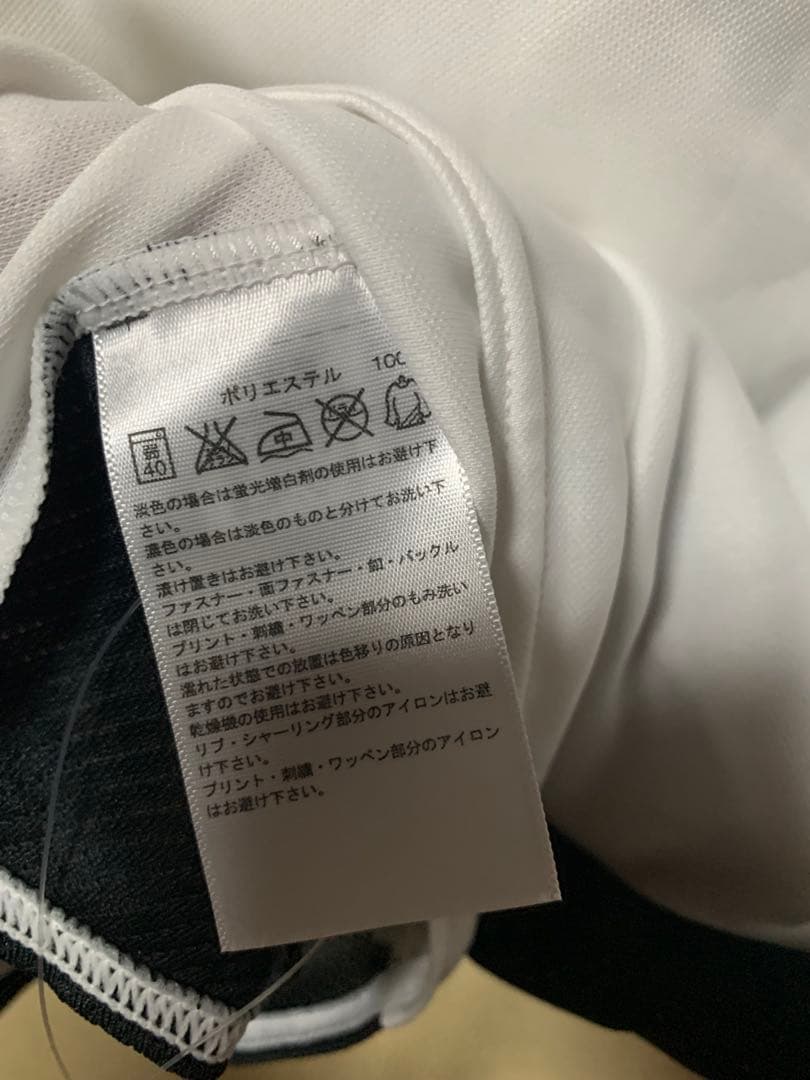 ポリエステル 100
弱
40
中
淡色の場合は蛍光増白剤の使用はお避け下
さい。
濃色の場合は淡色のものと分けてお洗い下
さい。
漬け置きはお避け下さい。
ファスナー・面ファスナー・釦・バックル
は閉じてお洗い下さい。
プリント・刺繍・ワッペン部分のもみ洗い
はお避け下さい。
濡れた状態での放置は色移りの原因となり
ますのでお避け下さい。
乾燥機の使用はお避け下さい。
リブ・シャーリング部分のアイロンはお避
け下さい。
プリント・刺繍・ワッペン部分のアイロン
はお避け下さい。